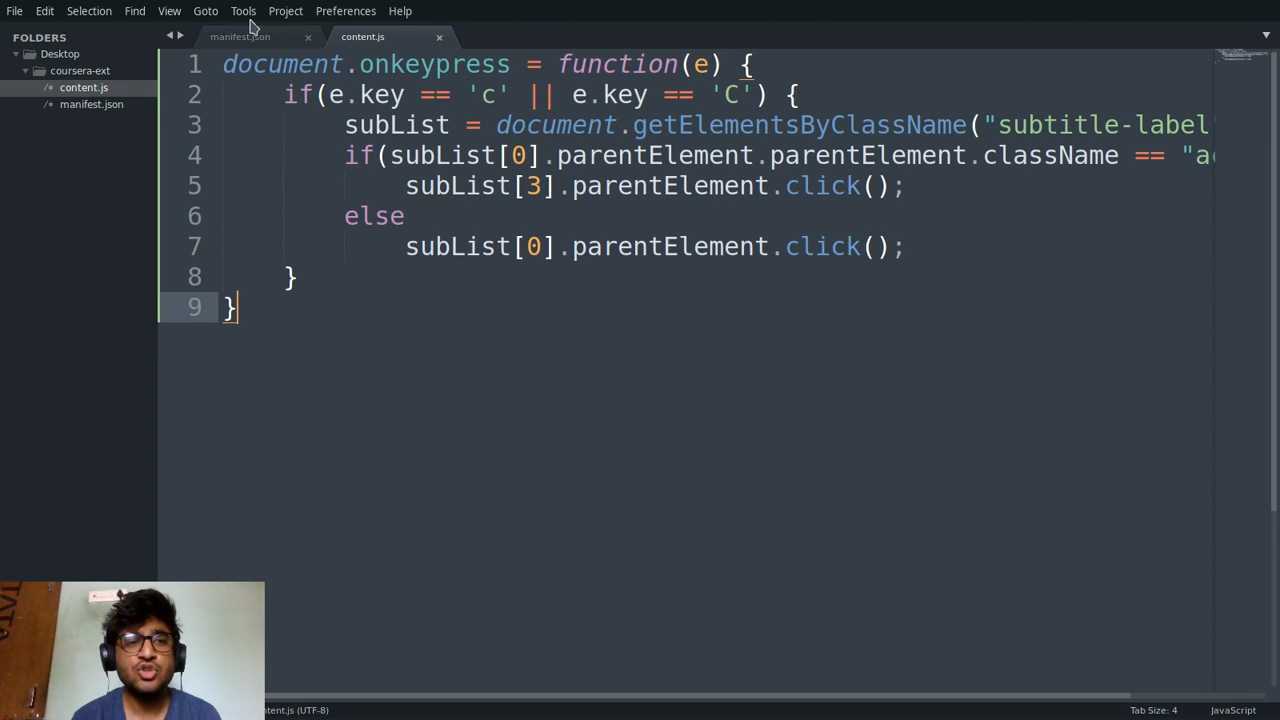 File Edit Selection Find View Goto Tools Project Preferences Help
FOLDERS
Desktop
coursera-ext
/* content.js
/* manifest.json
manifest.json × content.js ×
1 document.onkeypress = function(e) {
2 if(e.key == 'c' || e.key == 'C') {
3 subList = document.getElementsByClassName("subtitle-label
4 if(subList[0].parentElement.parentElement.className == "ac
5 subList[3].parentElement.click();
6 else
7 subList[0].parentElement.click();
8 }
9 }
ntent.js (UTF-8) Tab Size: 4 JavaScript